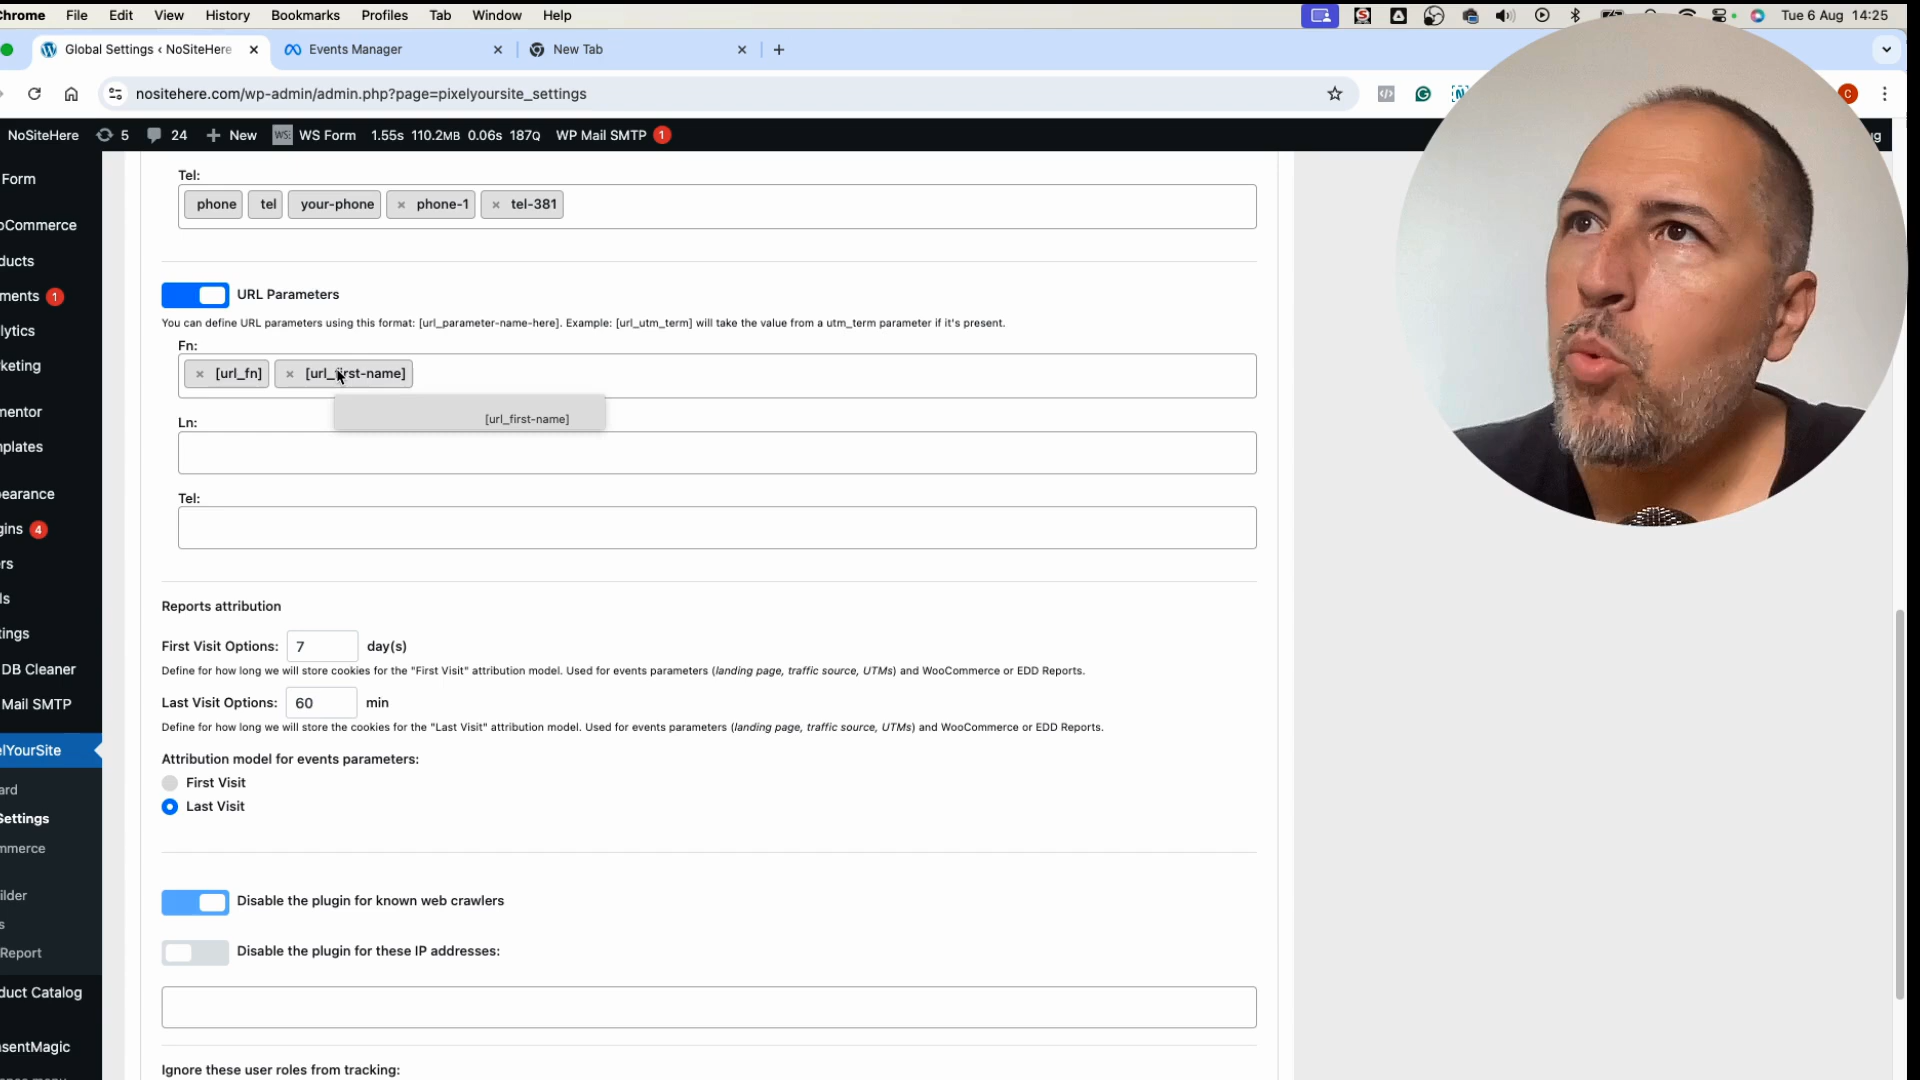 Chrome File Edit View History Bookmarks Profiles Tab Window Help Tue 6 Aug 14:25
Global Settings ‹ NoSiteHere Events Manager New Tab
nositehere.com/wp-admin/admin.php?page=pixelyoursite_settings C
NoSiteHere 5 24 New WS: WS Form 1.55s 110.2MB 0.06s 187Q WP Mail SMTP 1
Tel:
phone tel your-phone × phone-1 × tel-381
URL Parameters
You can define URL parameters using this format: [url_parameter-name-here]. Example: [url_utm_term] will take the value from a utm_term parameter if it's present.
Fn:
× [url_fn] × [url_first-name]
[url_first-name]
Ln:
Tel:
Reports attribution
First Visit Options: 7 day(s)
Define for how long we will store cookies for the "First Visit" attribution model. Used for events parameters (landing page, traffic source, UTMs) and WooCommerce or EDD Reports.
Last Visit Options: 60 min
Define for how long we will store the cookies for the "Last Visit" attribution model. Used for events parameters (landing page, traffic source, UTMs) and WooCommerce or EDD Reports.
Attribution model for events parameters:
First Visit
Last Visit
Disable the plugin for known web crawlers
Disable the plugin for these IP addresses:
Ignore these user roles from tracking:
Form
oCommerce
ducts
ments 1
lytics
keting
mentor
mplates
pearance
gins 4
ers
ls
tings
DB Cleaner
Mail SMTP
elYourSite
ard
Settings
mmerce
ilder
s
Report
duct Catalog
nsentMagic